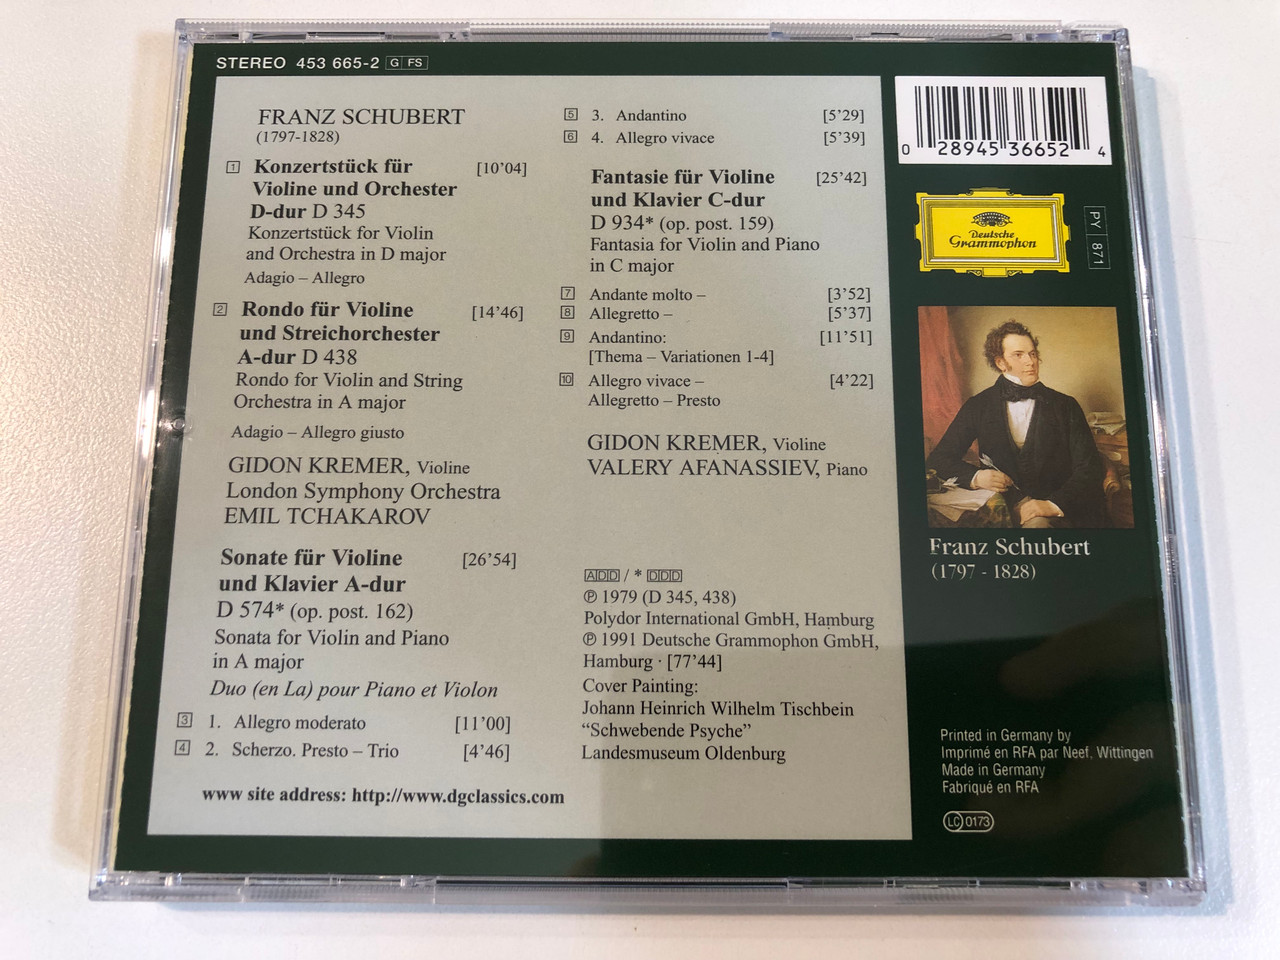 STEREO 453 665-2 G FS
FRANZ SCHUBERT
(1797-1828)
1 Konzertstück für [10'04]
Violine und Orchester
D-dur D 345
Konzertstück for Violin
and Orchestra in D major
Adagio – Allegro
2 Rondo für Violine [14'46]
und Streichorchester
A-dur D 438
Rondo for Violin and String
Orchestra in A major
Adagio – Allegro giusto
GIDON KREMER, Violine
London Symphony Orchestra
EMIL TCHAKAROV
Sonate für Violine [26'54]
und Klavier A-dur
D 574* (op. post. 162)
Sonata for Violin and Piano
in A major
Duo (en La) pour Piano et Violon
3 1. Allegro moderato [11'00]
4 2. Scherzo. Presto – Trio [4'46]
www site address: http://www.dgclassics.com
5 3. Andantino [5'29]
6 4. Allegro vivace [5'39]
Fantasie für Violine [25'42]
und Klavier C-dur
D 934* (op. post. 159)
Fantasia for Violin and Piano
in C major
7 Andante molto – [3'52]
8 Allegretto – [5'37]
9 Andantino: [11'51]
[Thema – Variationen 1-4]
10 Allegro vivace – [4'22]
Allegretto – Presto
GIDON KREMER, Violine
VALERY AFANASSIEV, Piano
ADD / * DDD
℗ 1979 (D 345, 438)
Polydor International GmbH, Hamburg
℗ 1991 Deutsche Grammophon GmbH,
Hamburg · [77'44]
Cover Painting:
Johann Heinrich Wilhelm Tischbein
“Schwebende Psyche”
Landesmuseum Oldenburg
0 28945 36652 4
Deutsche
Grammophon
PY 871
Franz Schubert
(1797 - 1828)
Printed in Germany by
Imprimé en RFA par Neef, Wittingen
Made in Germany
Fabriqué en RFA
LC 0173